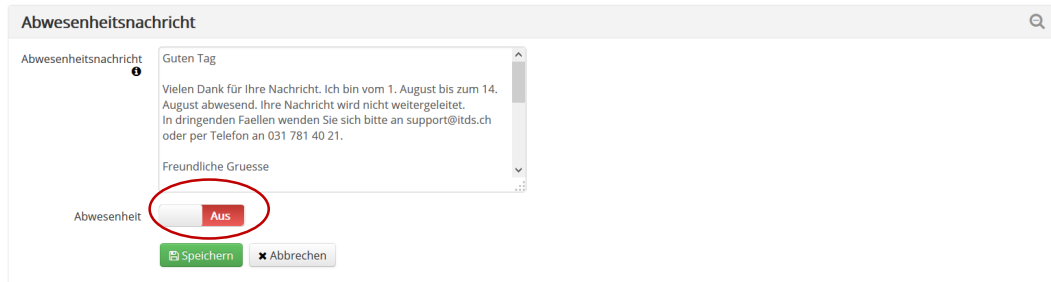 Abwesenheitsnachricht
Abwesenheitsnachricht
Guten Tag
Vielen Dank für Ihre Nachricht. Ich bin vom 1. August bis zum 14.
August abwesend. Ihre Nachricht wird nicht weitergeleitet.
In dringenden Faellen wenden Sie sich bitte an support@itds.ch
oder per Telefon an 031 781 40 21.
Freundliche Gruesse
Abwesenheit
Aus
Speichern
Abbrechen